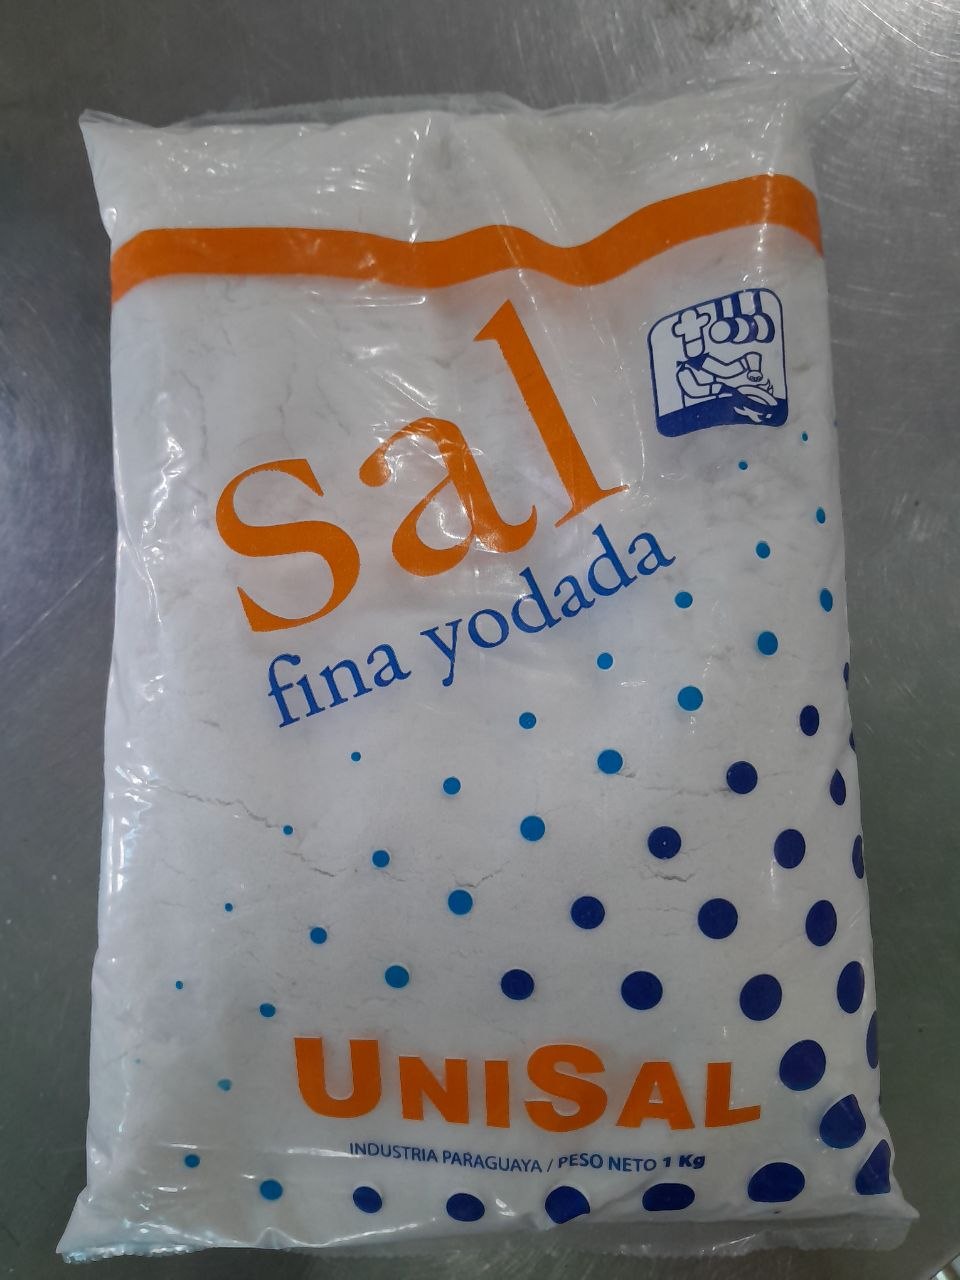 sal
fina yodada
UNISAL
INDUSTRIA PARAGUAYA / PESO NETO 1 Kg